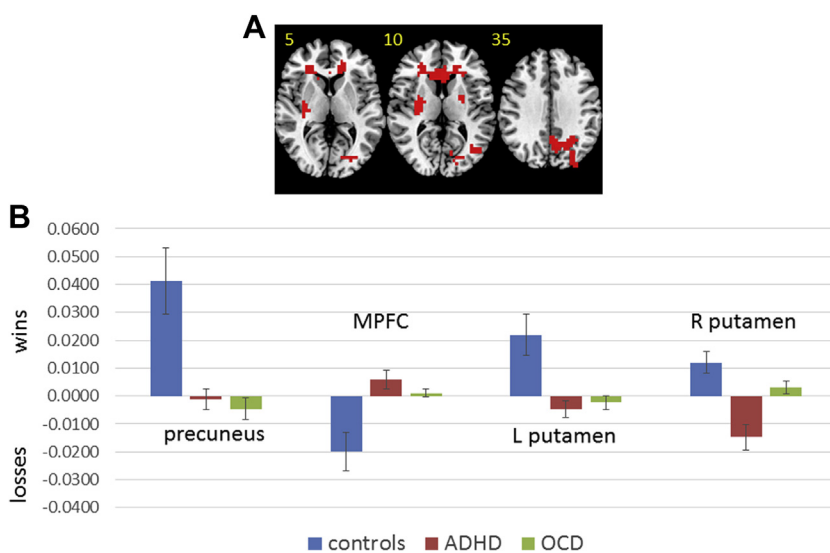 A
5 10 35
B
0.0600
0.0500
0.0400
0.0300
0.0200
0.0100
0.0000
-0.0100
-0.0200
-0.0300
-0.0400
wins
losses
MPFC
R putamen
precuneus
L putamen
controls ADHD OCD